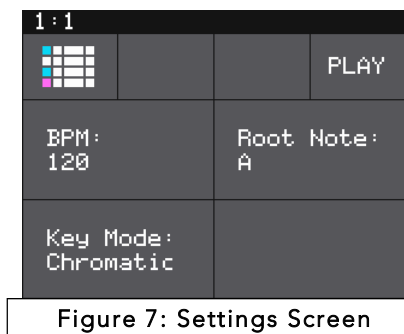 1:1
PLAY
BPM:
120
Root Note:
A
Key Mode:
Chromatic
Figure 7: Settings Screen